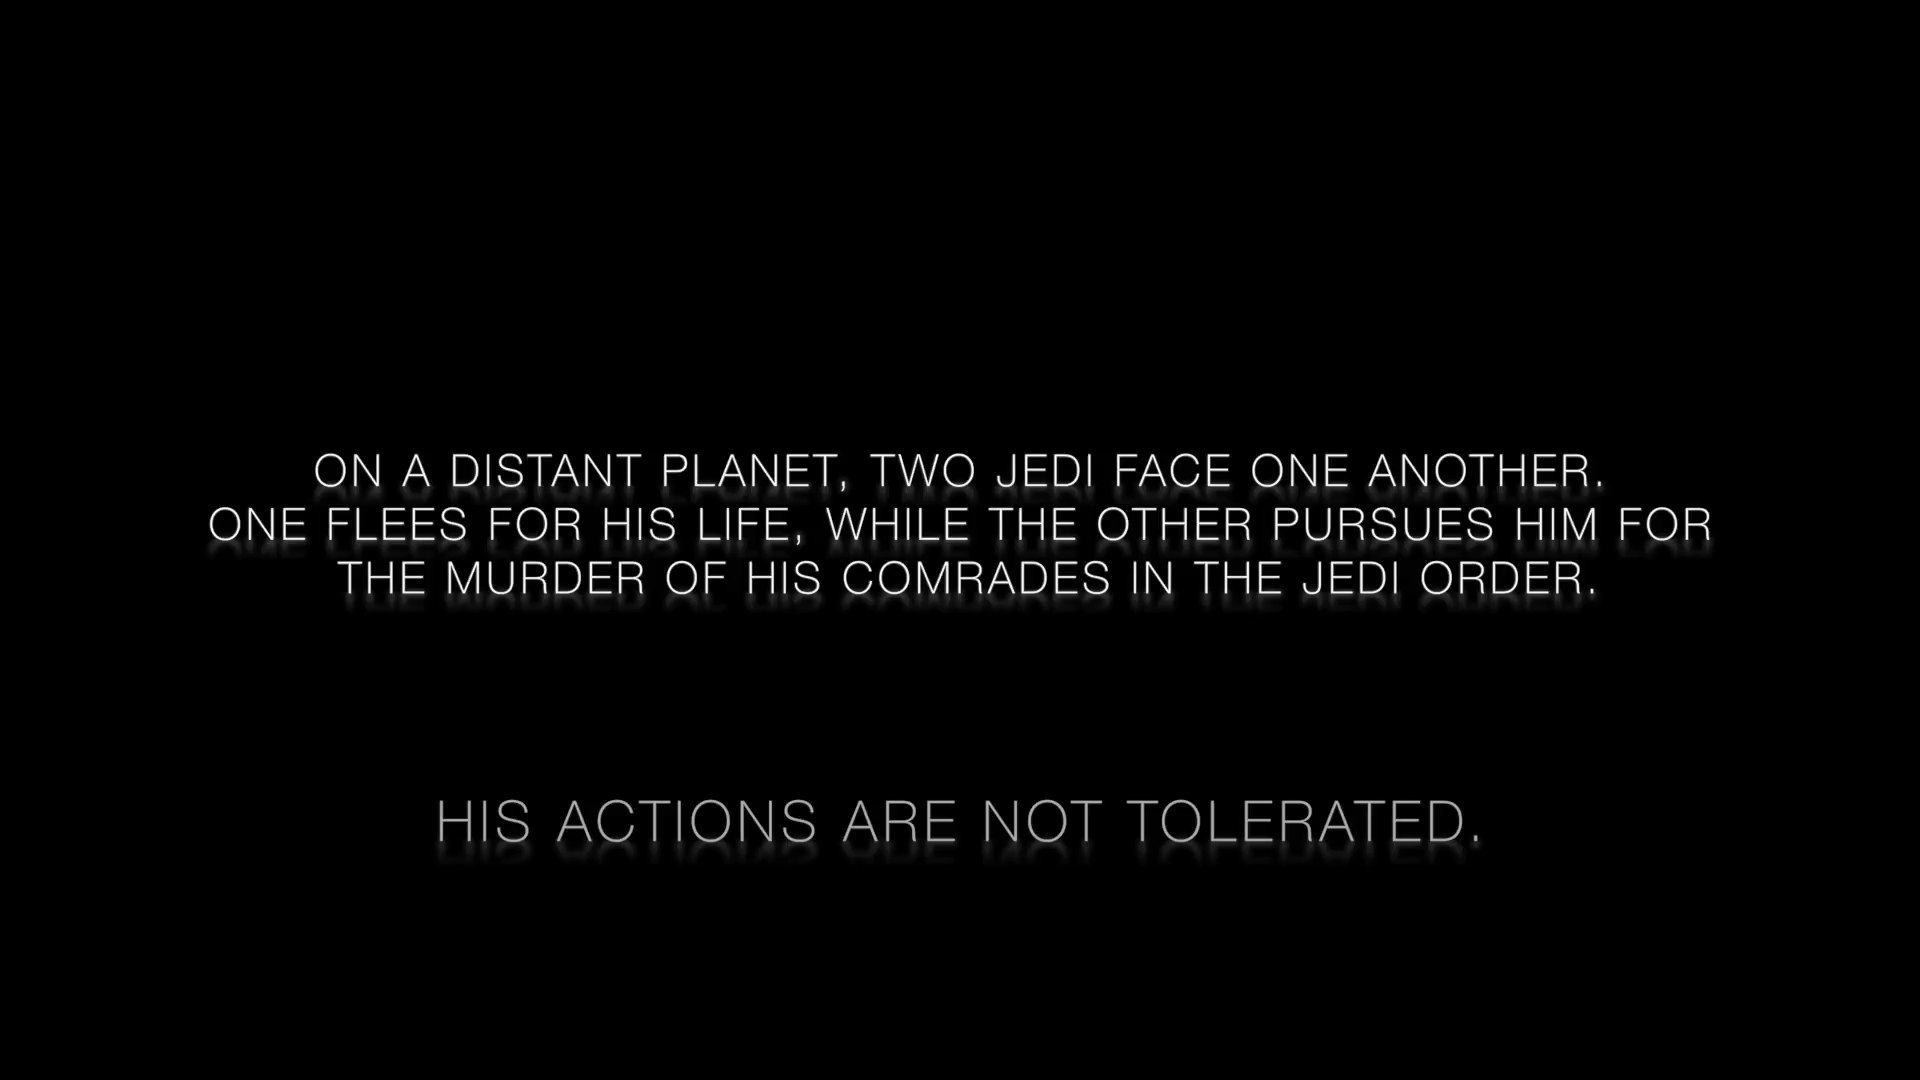 ON A DISTANT PLANET, TWO JEDI FACE ONE ANOTHER.
ONE FLEES FOR HIS LIFE, WHILE THE OTHER PURSUES HIM FOR
THE MURDER OF HIS COMRADES IN THE JEDI ORDER.
HIS ACTIONS ARE NOT TOLERATED.